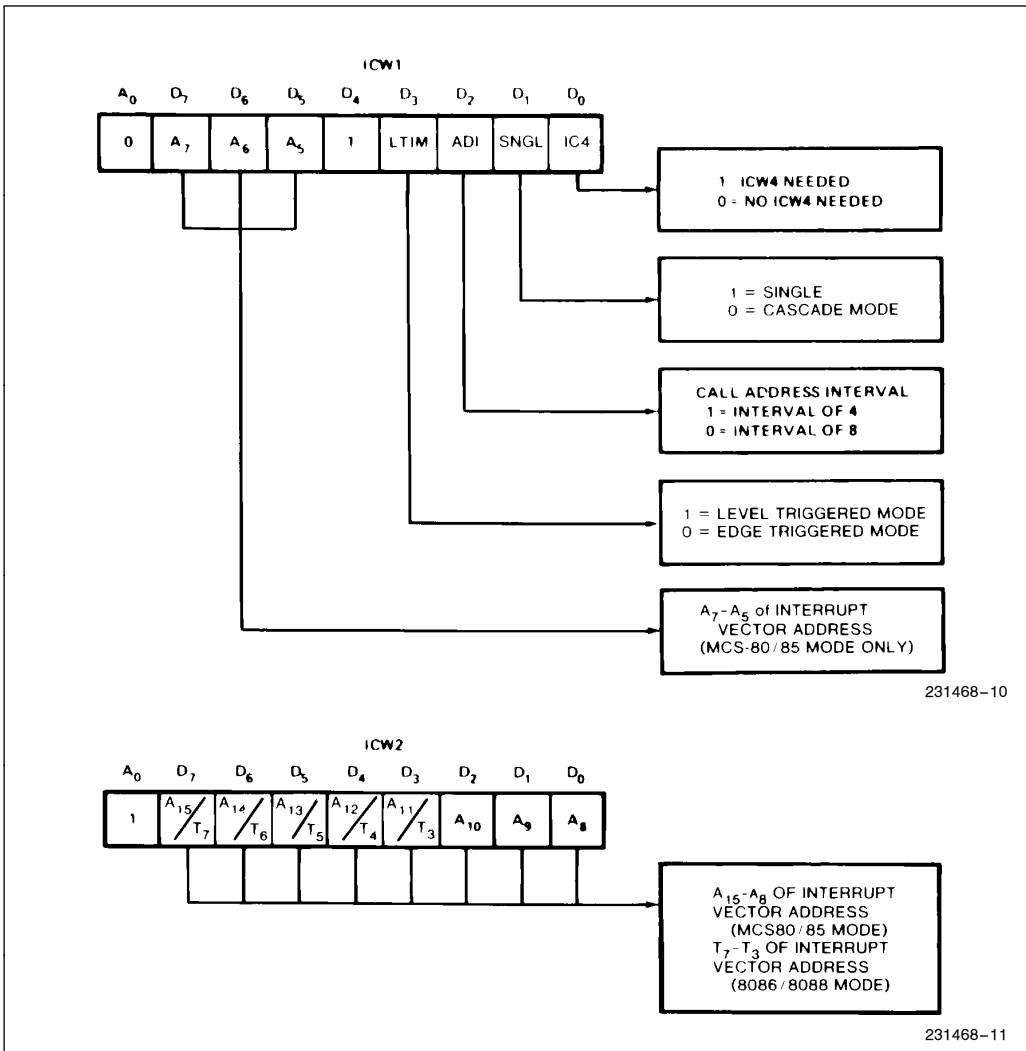 ICW1
A0 D7 D6 D5 D4 D3 D2 D1 D0
0 A7 A6 A5 1 LTIM ADI SNGL IC4
1 ICW4 NEEDED
0 = NO ICW4 NEEDED
1 = SINGLE
0 = CASCADE MODE
CALL ADDRESS INTERVAL
1 = INTERVAL OF 4
0 = INTERVAL OF 8
1 = LEVEL TRIGGERED MODE
0 = EDGE TRIGGERED MODE
A7-A5 of INTERRUPT
VECTOR ADDRESS
(MCS-80/85 MODE ONLY)
231468-10
ICW2
A0 D7 D6 D5 D4 D3 D2 D1 D0
1 A15/T7 A14/T6 A13/T5 A12/T4 A11/T3 A10 A9 A8
A15-A8 OF INTERRUPT
VECTOR ADDRESS
(MCS80/85 MODE)
T7-T3 OF INTERRUPT
VECTOR ADDRESS
(8086/8088 MODE)
231468-11